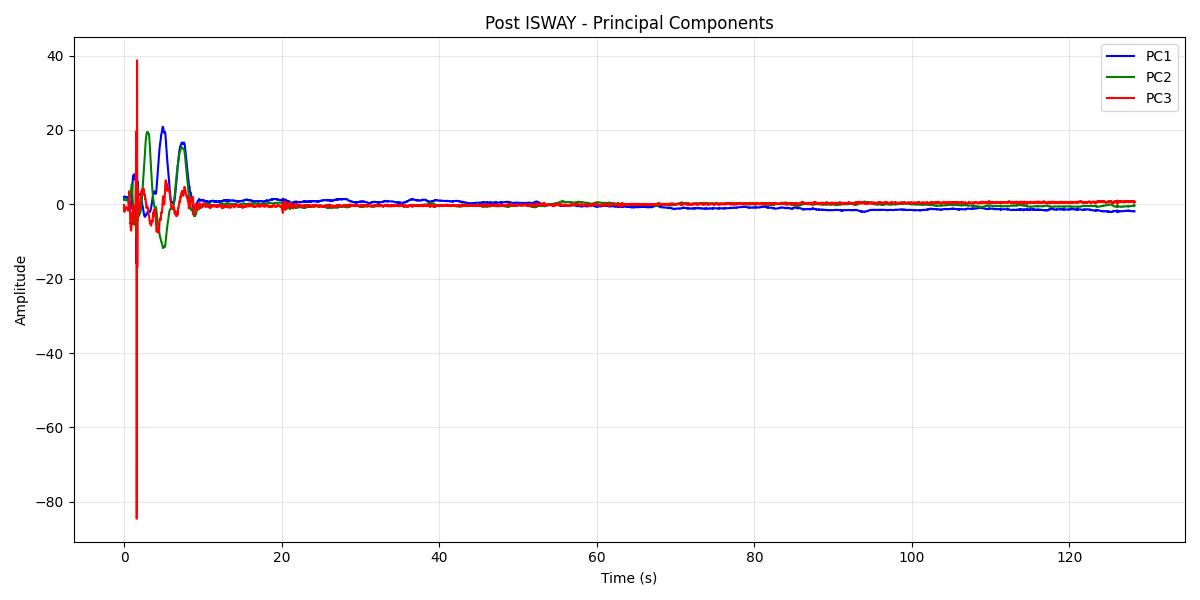 Post ISWAY - Principal Components
PC1
PC2
PC3
Amplitude
40
20
0
−20
−40
−60
−80
0 20 40 60 80 100 120
Time (s)